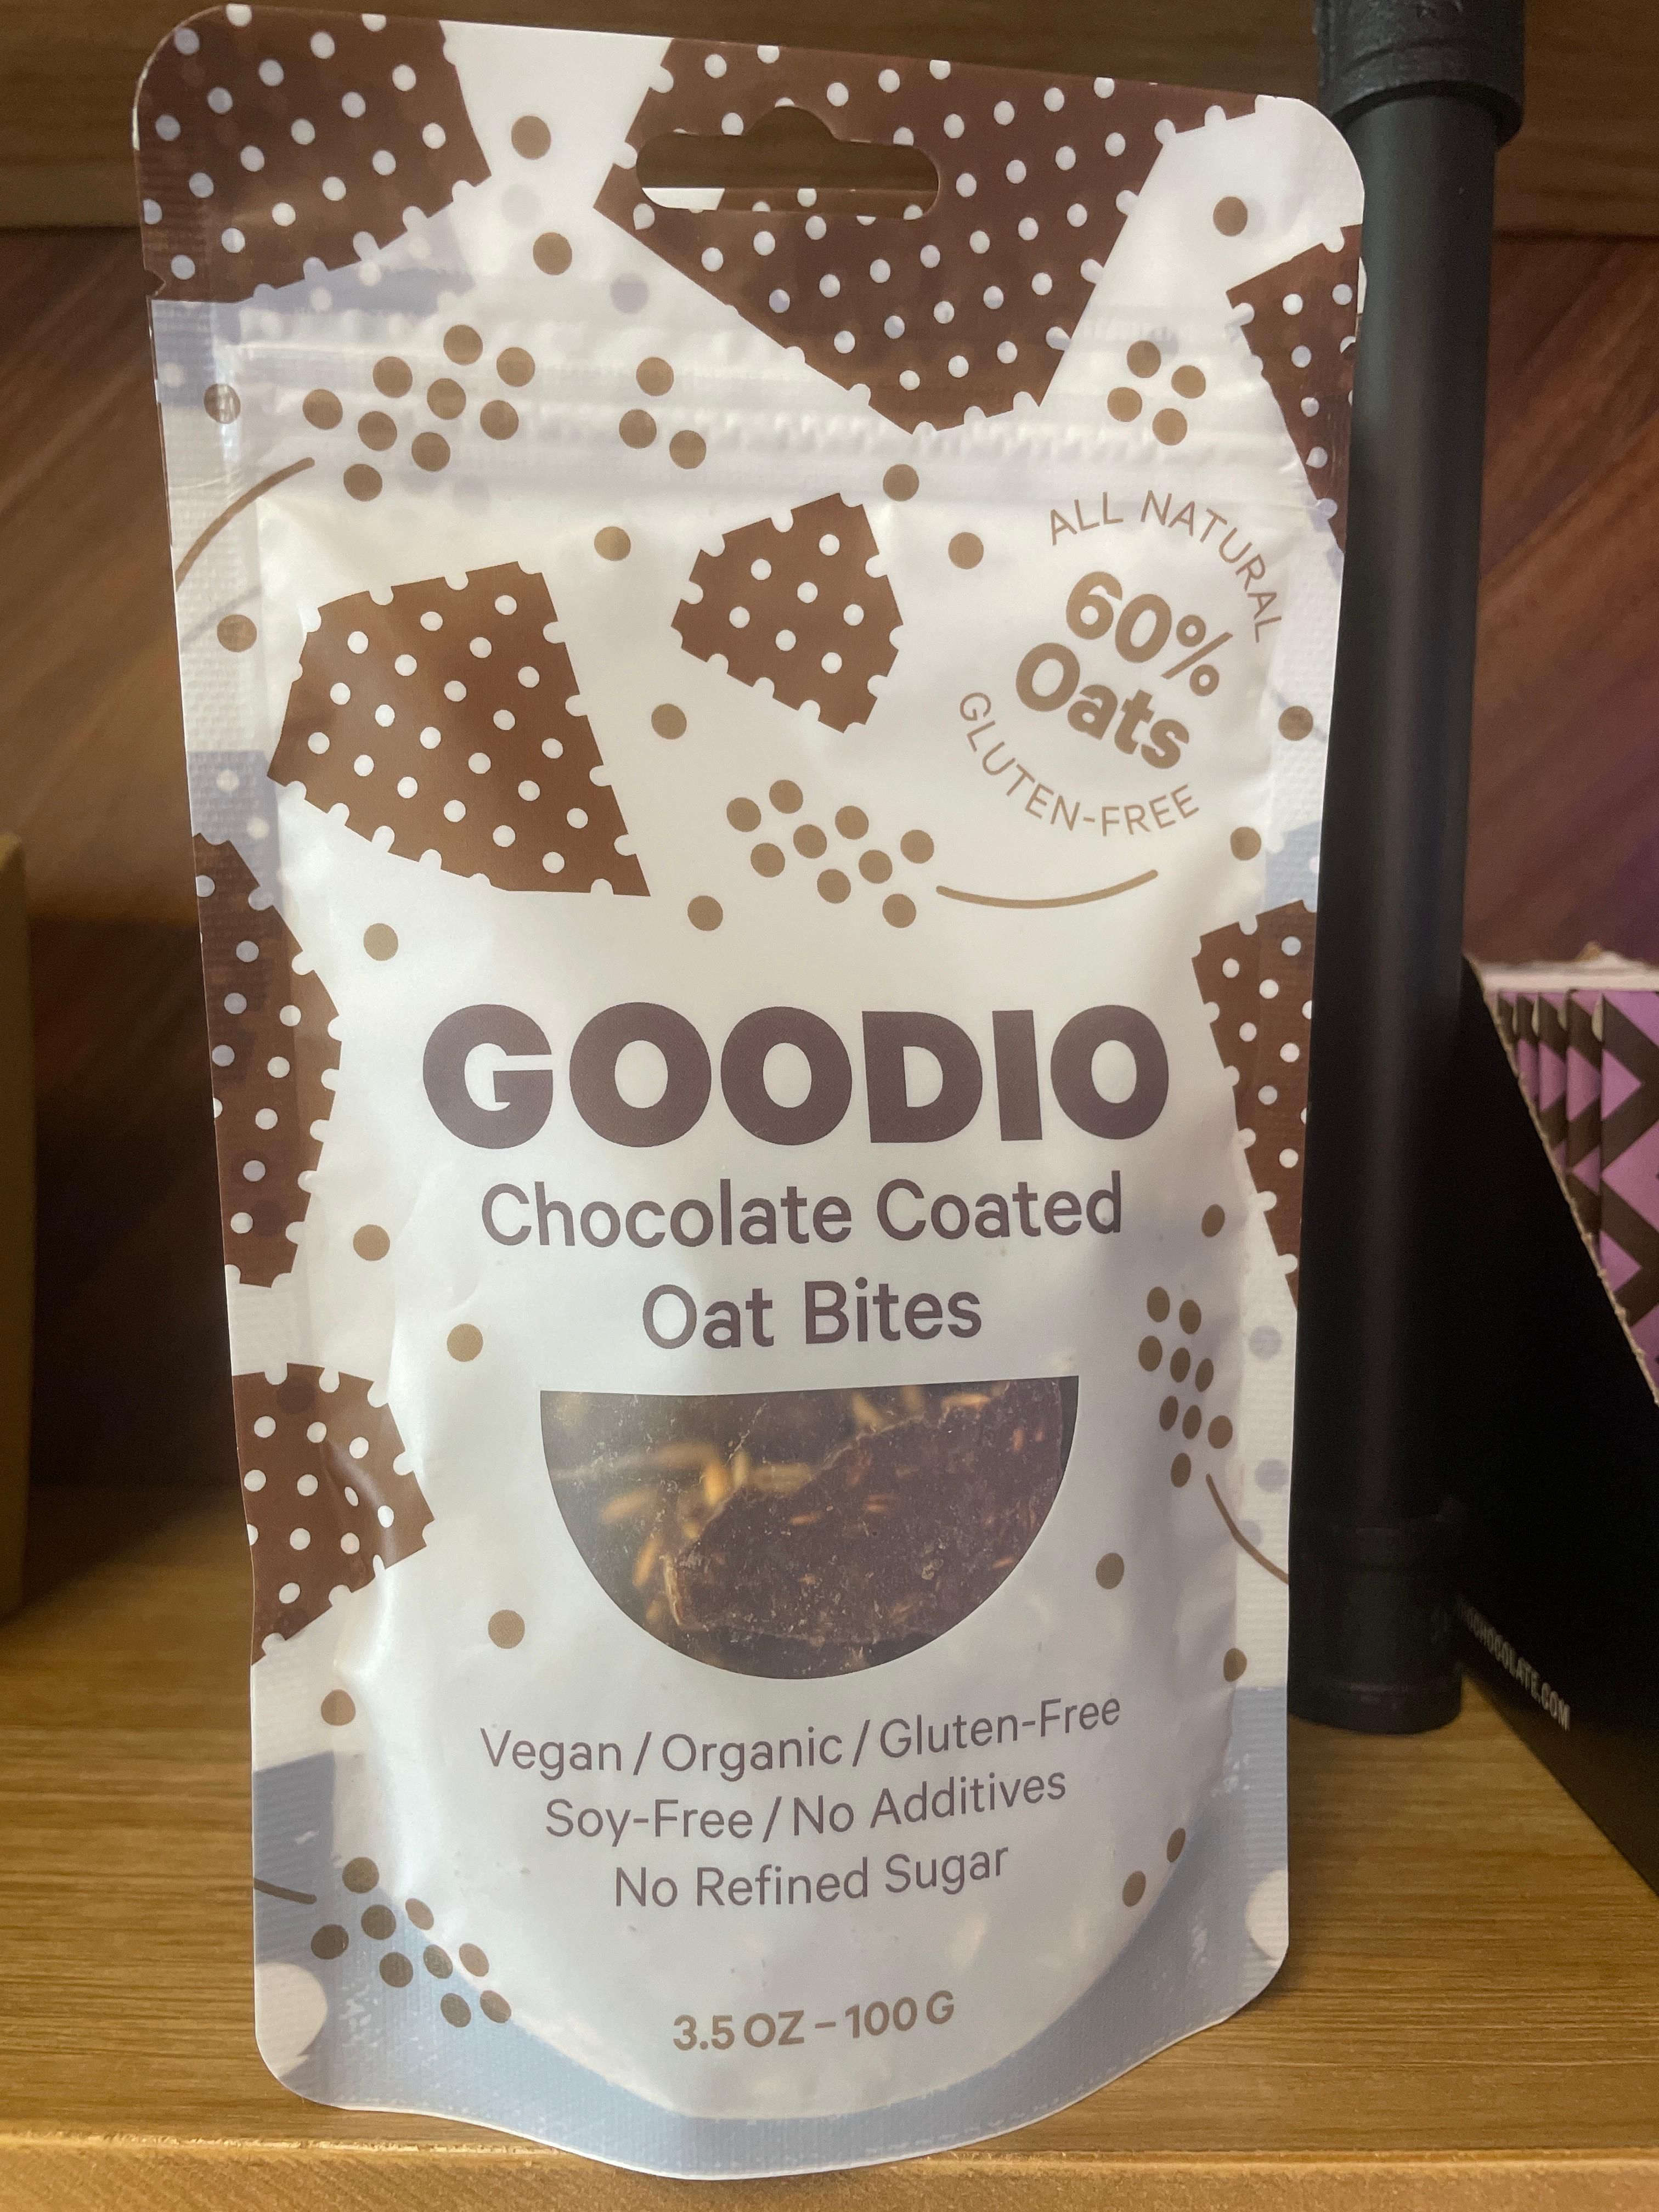 ALL NATURAL
60%
Oats
GLUTEN-FREE
GOODIO
Chocolate Coated
Oat Bites
Vegan / Organic / Gluten-Free
Soy-Free / No Additives
No Refined Sugar
3.5 OZ – 100 G